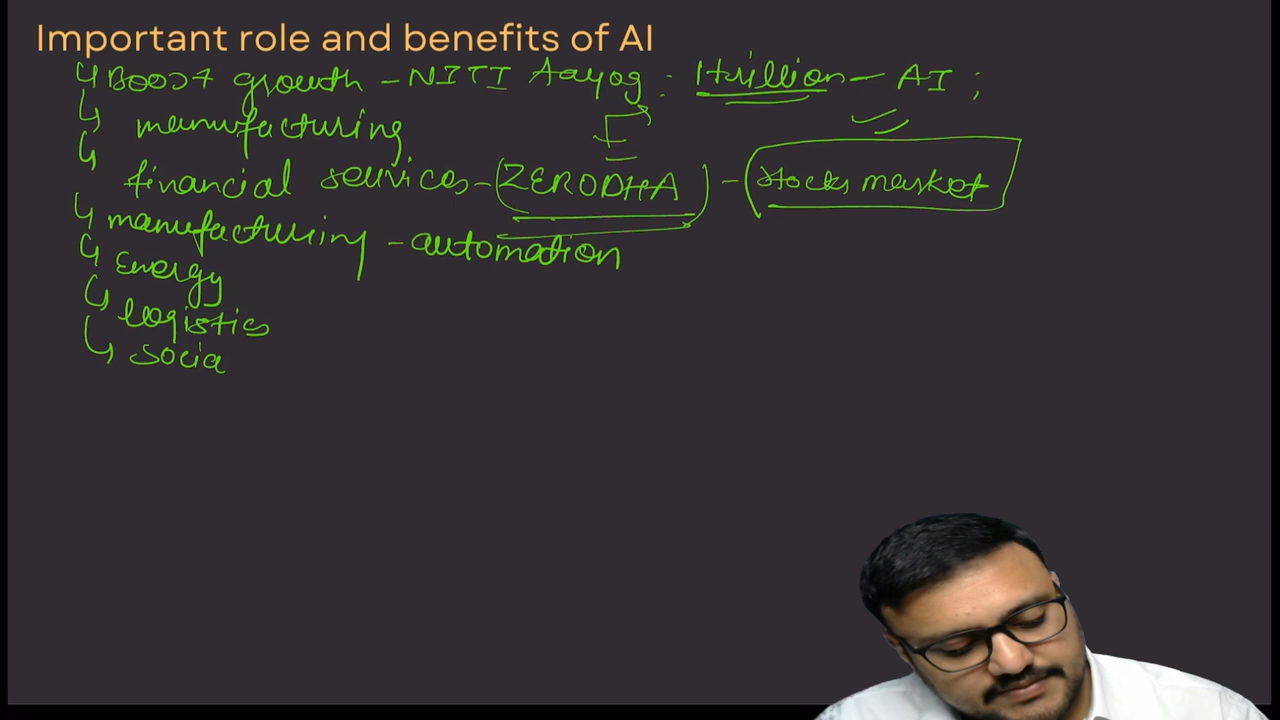 Important role and benefits of AI
Boost growth - NITI Aayog : 1 trillion - AI ;
manufacturing
financial services - (ZERODHA) - stocks market
manufacturing - automation
Energy
logistics
socia